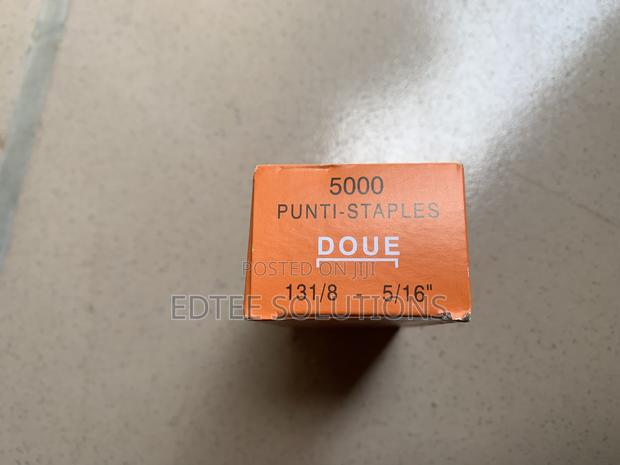 5000
PUNTI-STAPLES
DOUE
POSTED ON JIJI
131/8 - 5/16"
EDTEE SOLUTIONS